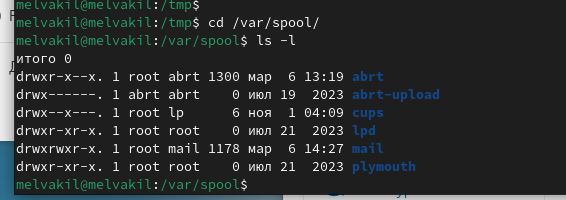 melvakil@melvakil:/tmp$
melvakil@melvakil:/tmp$ cd /var/spool/
melvakil@melvakil:/var/spool$ ls -l
итого 0
drwxr-x--x. 1 root abrt 1300 мар  6 13:19 abrt
drwx------. 1 abrt abrt    0 июл 19  2023 abrt-upload
drwx--x---. 1 root lp      6 ноя  1 04:09 cups
drwxr-xr-x. 1 root root    0 июл 21  2023 lpd
drwxrwxr-x. 1 root mail 1178 мар  6 14:27 mail
drwxr-xr-x. 1 root root    0 июл 21  2023 plymouth
melvakil@melvakil:/var/spool$